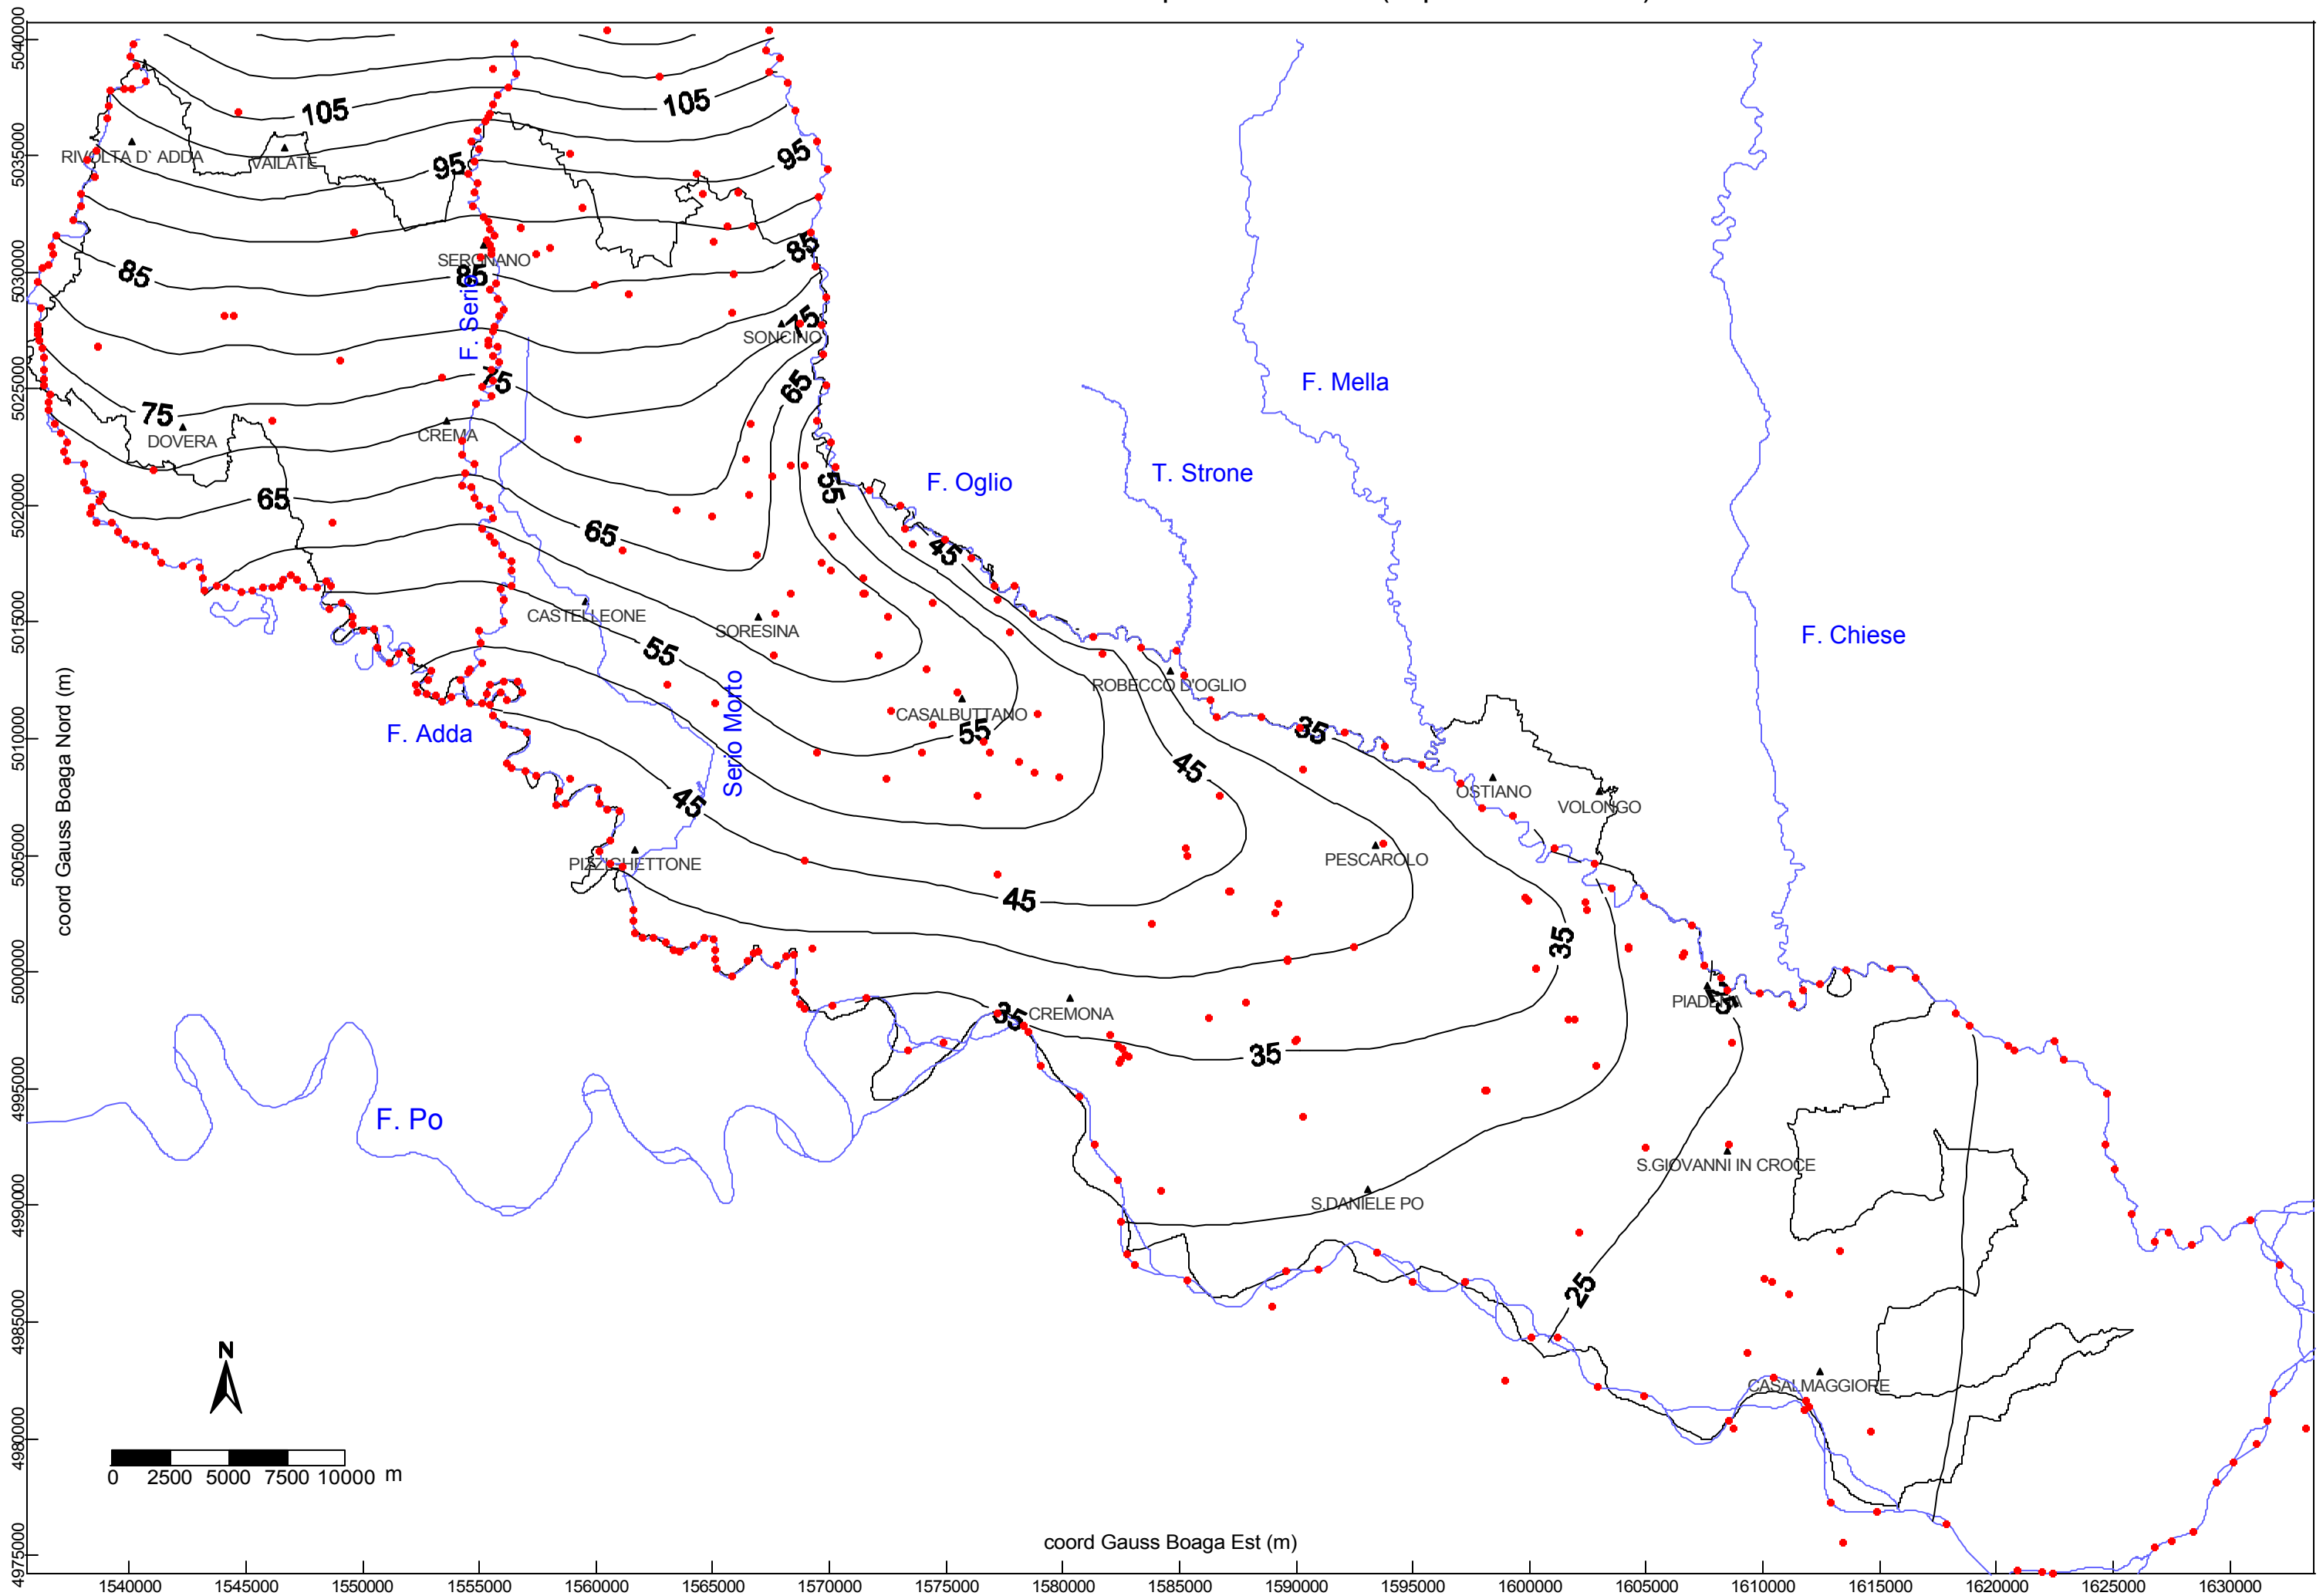 5040000
105
105
RIVOLTA D` ADDA
VAILATE
95
95
5035000
85
SERGNANO
85
85
5030000
F. Serio
75
SONCINO
75
65
F. Mella
5025000
75
DOVERA
CREMA
F. Oglio
T. Strone
65
55
5020000
65
45
CASTELLEONE
SORESINA
F. Chiese
5015000
55
ROBECCO D'OGLIO
coord Gauss Boaga Nord (m)
Serio Morto
CASALBUTTANO
F. Adda
55
35
5010000
45
45
OSTIANO
VOLONGO
PIZZIGHETTONE
PESCAROLO
5005000
45
35
5000000
CREMONA
35
PIADENA
25
35
4995000
F. Po
S.GIOVANNI IN CROCE
S.DANIELE PO
4990000
25
4985000
N
CASALMAGGIORE
4980000
0 2500 5000 7500 10000 m
coord Gauss Boaga Est (m)
4975000
1540000 1545000 1550000 1555000 1560000 1565000 1570000 1575000 1580000 1585000 1590000 1595000 1600000 1605000 1610000 1615000 1620000 1625000 1630000